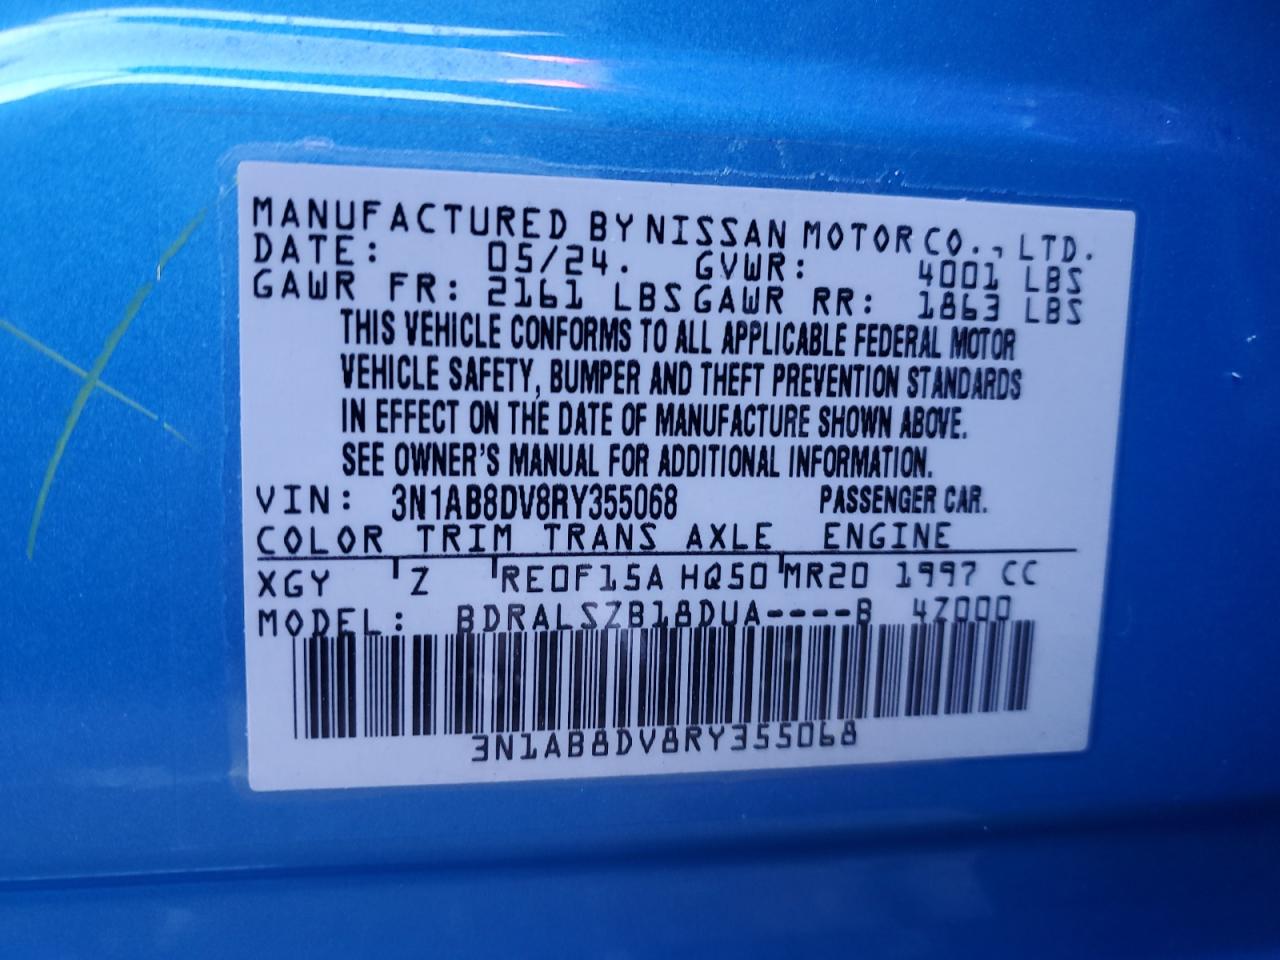 MANUFACTURED BY NISSAN MOTOR CO., LTD.
DATE: 05/24. GVWR: 4001 LBS
GAWR FR: 2161 LBS GAWR RR: 1863 LBS
THIS VEHICLE CONFORMS TO ALL APPLICABLE FEDERAL MOTOR
VEHICLE SAFETY, BUMPER AND THEFT PREVENTION STANDARDS
IN EFFECT ON THE DATE OF MANUFACTURE SHOWN ABOVE.
SEE OWNER'S MANUAL FOR ADDITIONAL INFORMATION.
VIN: 3N1AB8DV8RY355068 PASSENGER CAR.
COLOR TRIM TRANS AXLE ENGINE
XGY Z RE0F15A HQ50 MR20 1997 CC
MODEL: BDRALSZB18DUA----B 4Z000
3N1AB8DV8RY355068